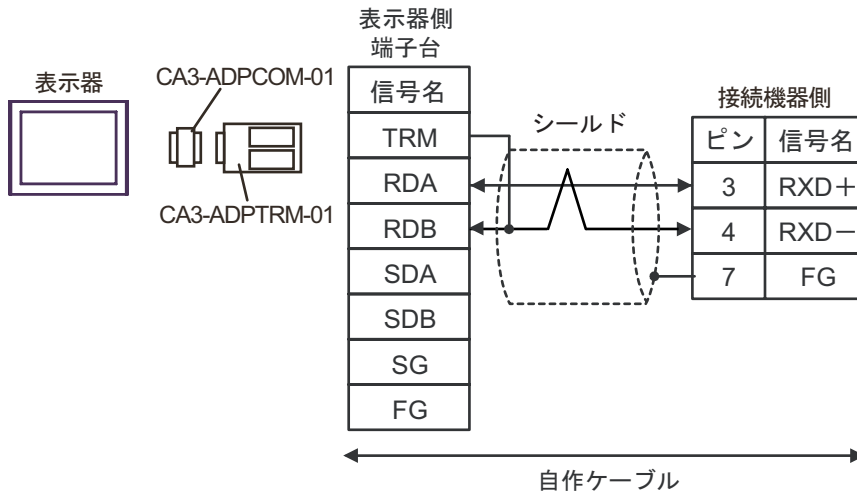 表示器側
端子台
表示器
CA3-ADPCOM-01
CA3-ADPTRM-01
信号名
TRM
RDA
RDB
SDA
SDB
SG
FG
シールド
接続機器側
ピン 信号名
3 RXD＋
4 RXD－
7 FG
自作ケーブル